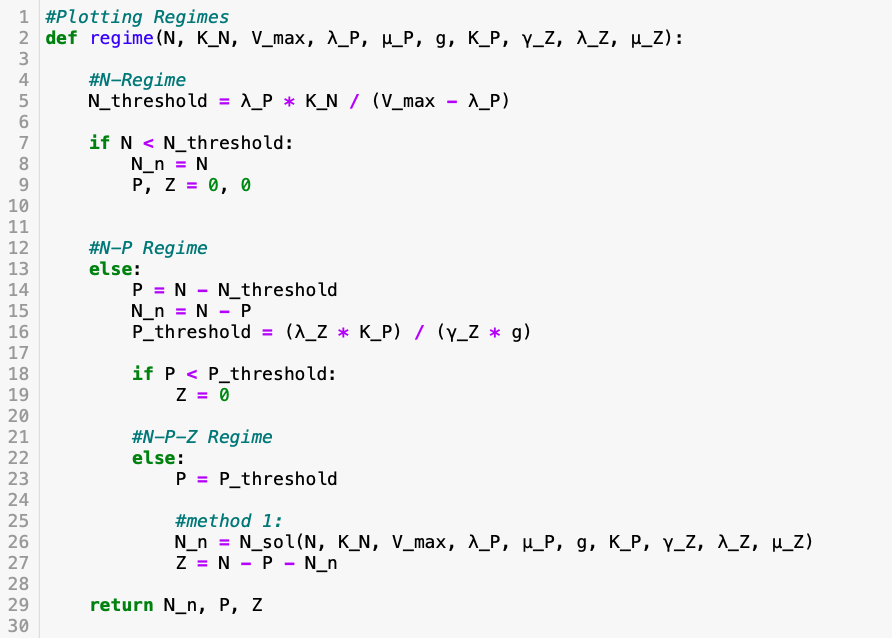 1 #Plotting Regimes
2 def regime(N, K_N, V_max, λ_P, μ_P, g, K_P, γ_Z, λ_Z, μ_Z):
3
4     #N-Regime
5     N_threshold = λ_P * K_N / (V_max - λ_P)
6
7     if N < N_threshold:
8         N_n = N
9         P, Z = 0, 0
10
11
12     #N-P Regime
13     else:
14         P = N - N_threshold
15         N_n = N - P
16         P_threshold = (λ_Z * K_P) / (γ_Z * g)
17
18         if P < P_threshold:
19             Z = 0
20
21         #N-P-Z Regime
22         else:
23             P = P_threshold
24
25             #method 1:
26             N_n = N_sol(N, K_N, V_max, λ_P, μ_P, g, K_P, γ_Z, λ_Z, μ_Z)
27             Z = N - P - N_n
28
29     return N_n, P, Z
30